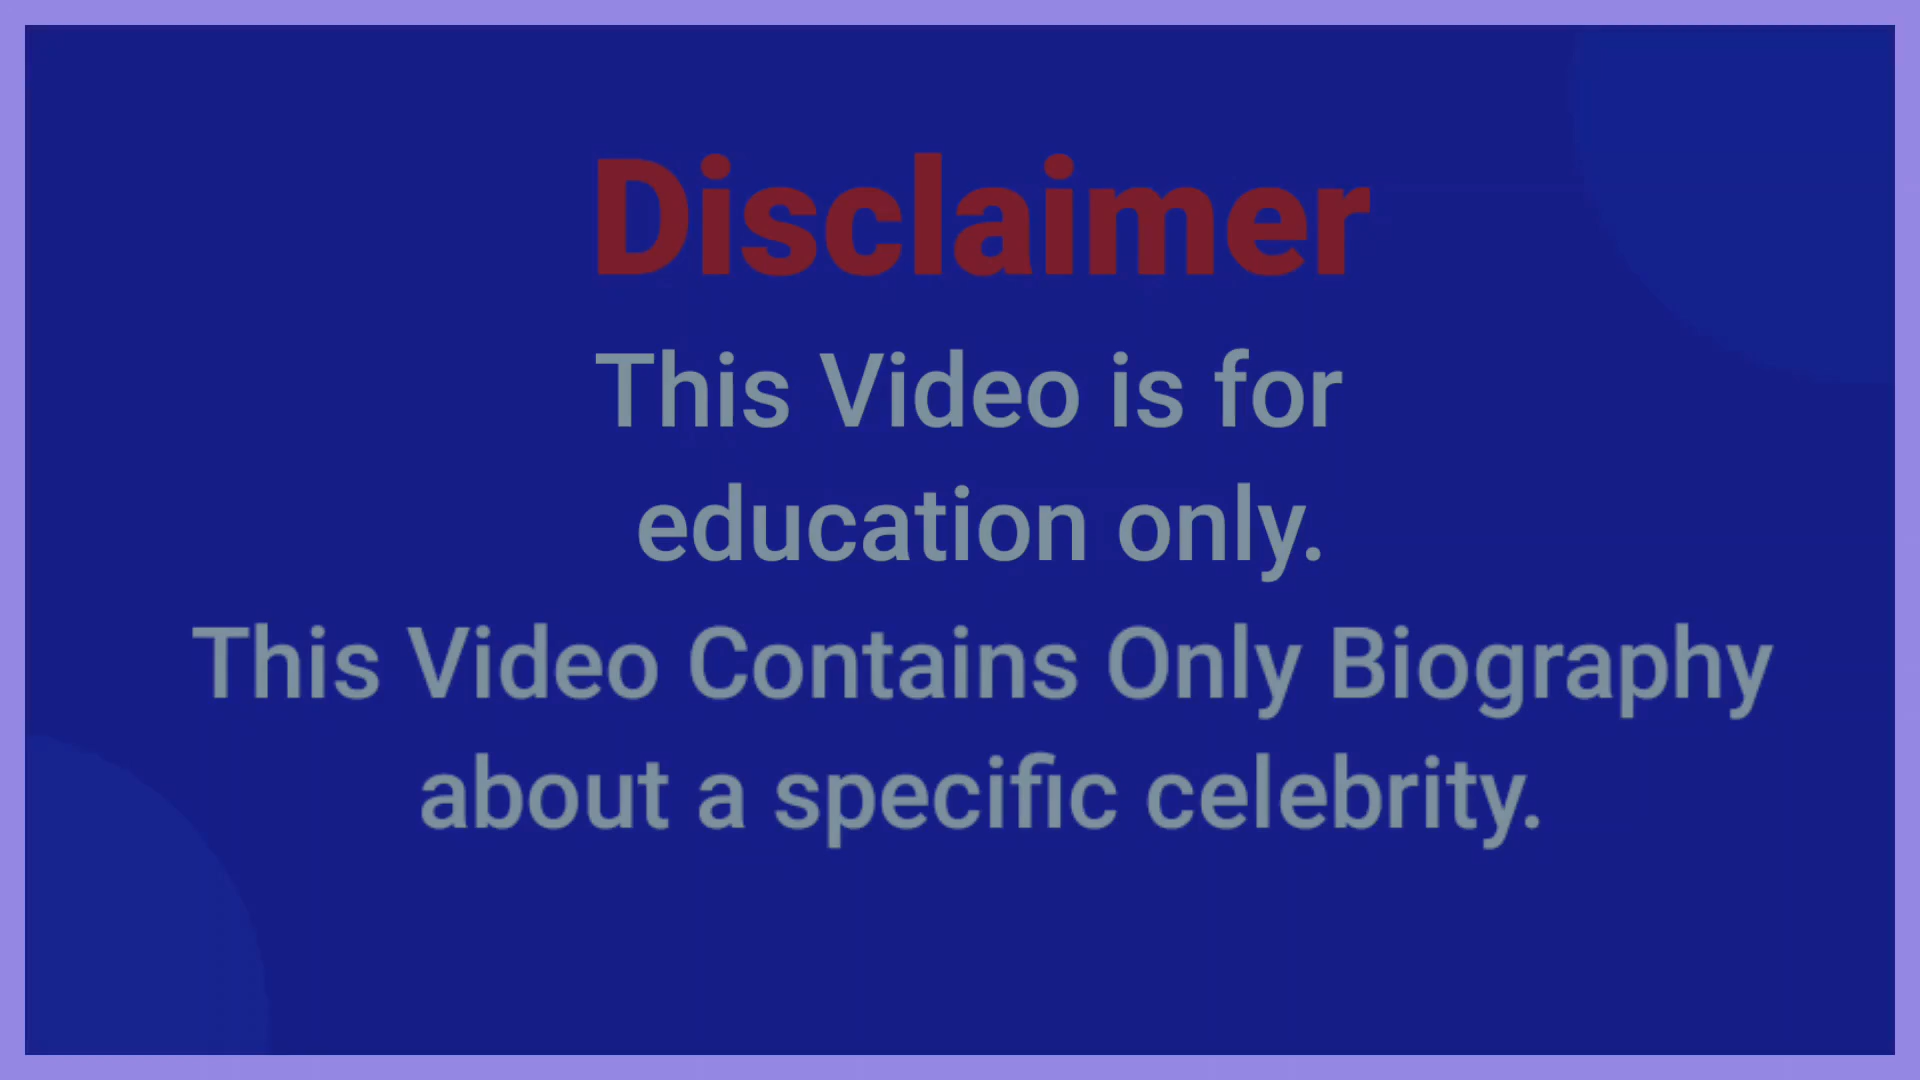 Disclaimer
This Video is for
education only.
This Video Contains Only Biography
about a specific celebrity.